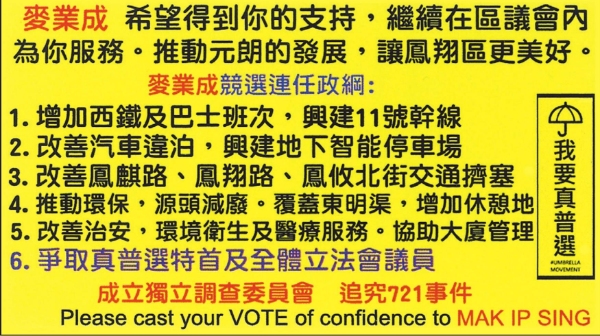 麥業成 希望得到你的支持，繼續在區議會內
為你服務。推動元朗的發展，讓鳳翔區更美好。
麥業成競選連任政綱:
1. 增加西鐵及巴士班次，興建11號幹線
2. 改善汽車違泊，興建地下智能停車場
3. 改善鳳麒路、鳳翔路、鳳攸北街交通擠塞
4. 推動環保，源頭減廢。覆蓋東明渠，增加休憩地
5. 改善治安，環境衛生及醫療服務。協助大廈管理
6. 爭取真普選特首及全體立法會議員
成立獨立調查委員會 追究721事件
Please cast your VOTE of confidence to MAK IP SING
我要真普選
#UMBRELLA
MOVEMENT